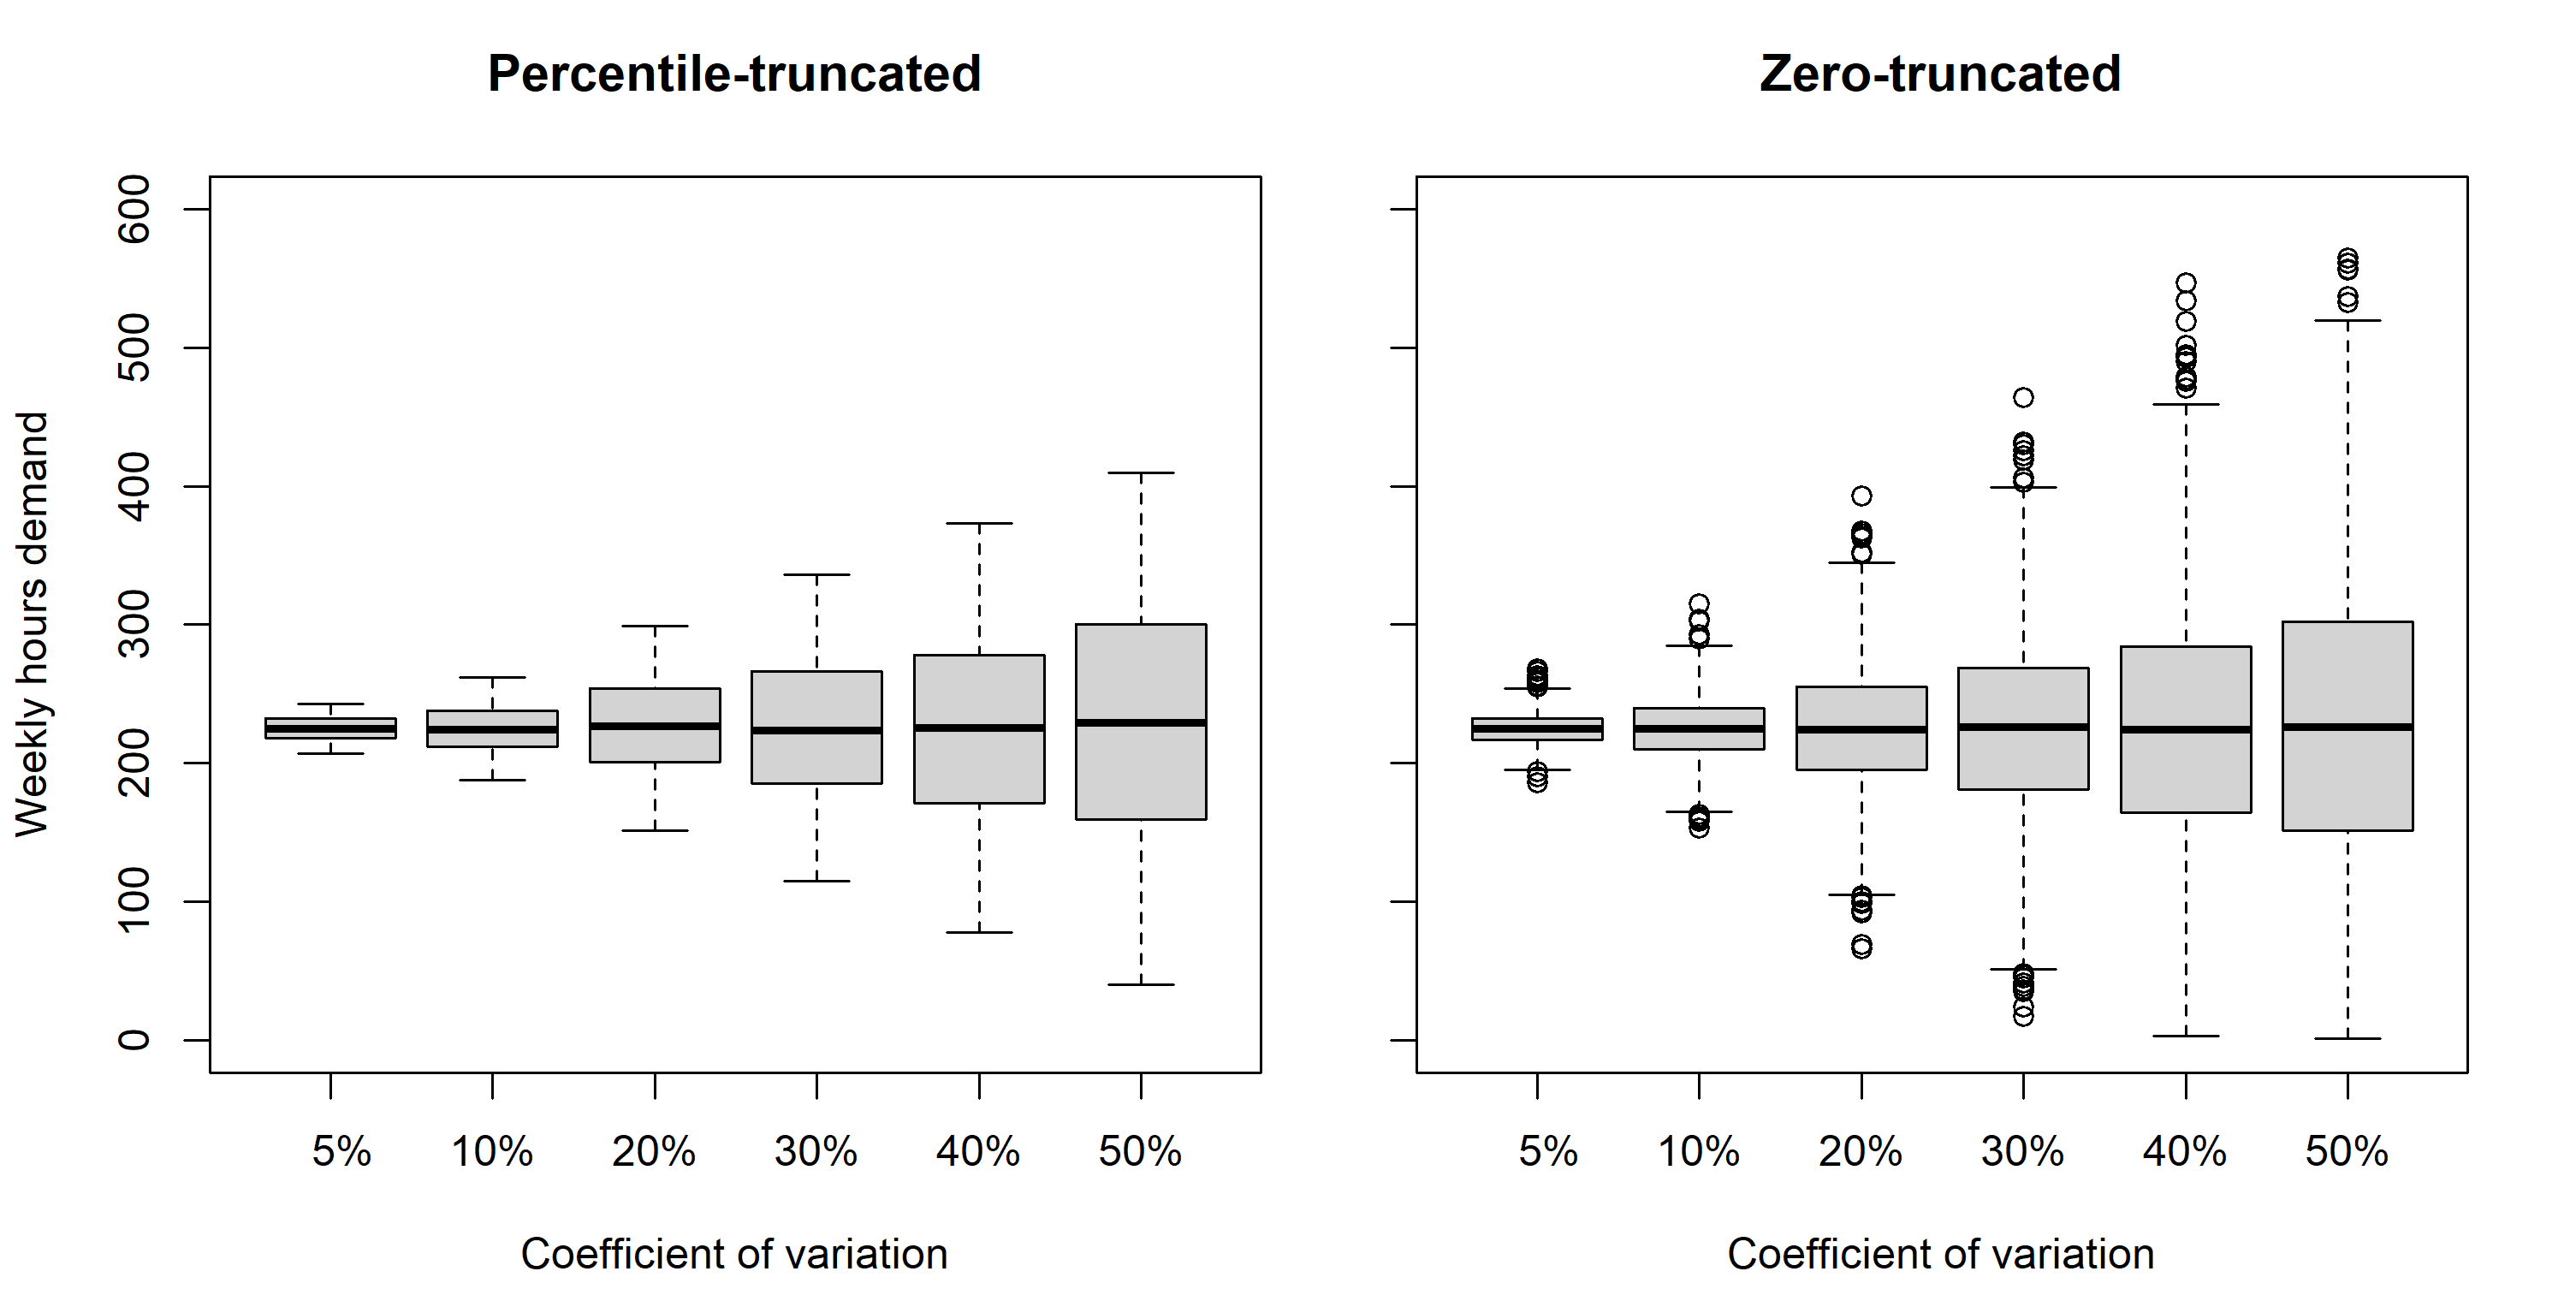 Percentile-truncated
Zero-truncated
Weekly hours demand
600
500
400
300
200
100
0
5% 10% 20% 30% 40% 50%
5% 10% 20% 30% 40% 50%
Coefficient of variation
Coefficient of variation